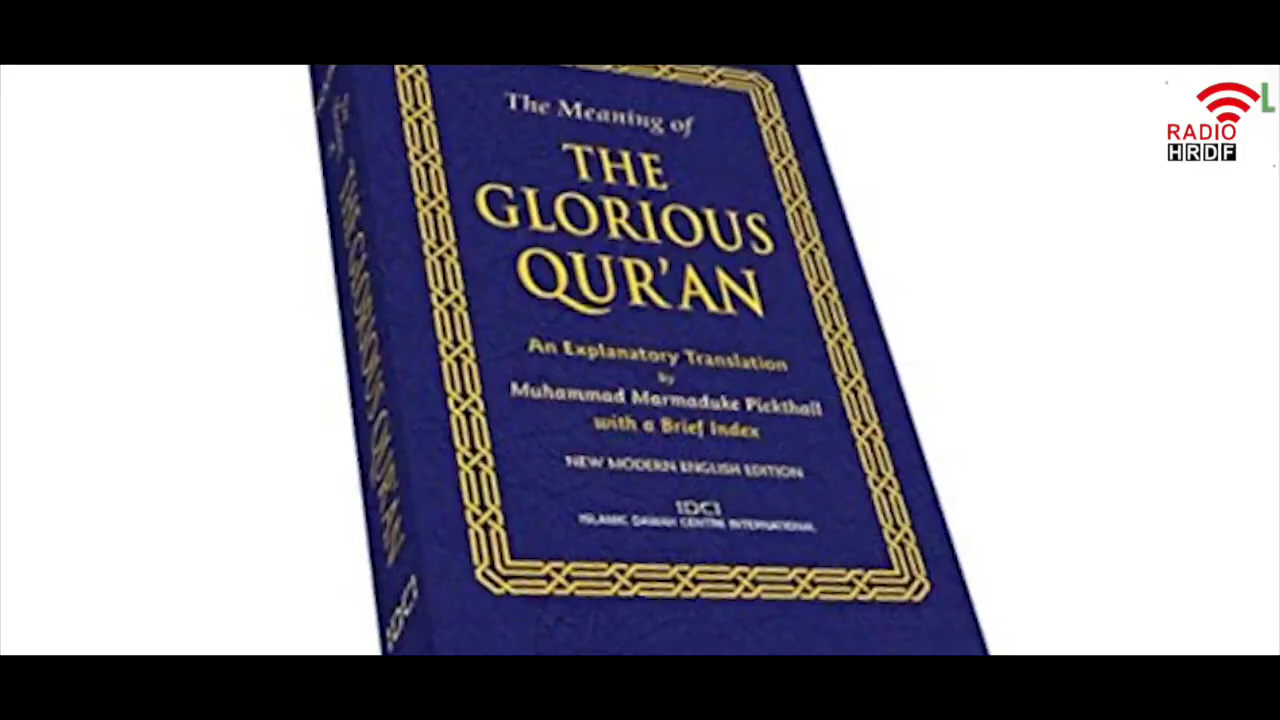 The Meaning of
THE
GLORIOUS
QUR'AN
An Explanatory Translation
by
Muhammad Marmaduke Pickthall
with a Brief Index
NEW MODERN ENGLISH EDITION
IDCI
ISLAMIC DAWAH CENTRE INTERNATIONAL
THE GLORIOUS QUR'AN
IDCI
L
RADIO
HRDF